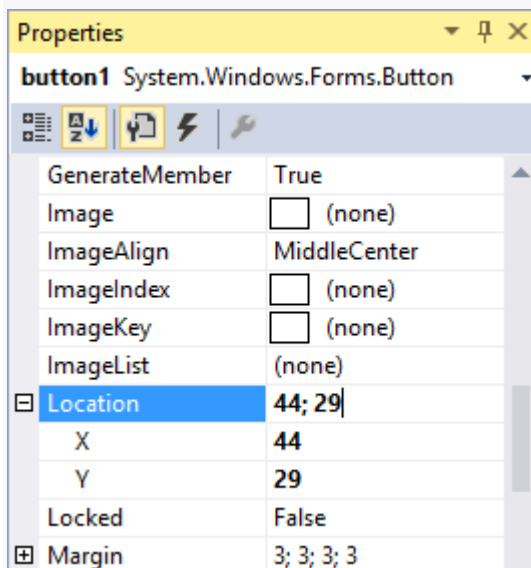 Properties
button1 System.Windows.Forms.Button
A Z
GenerateMember True
Image (none)
ImageAlign MiddleCenter
ImageIndex (none)
ImageKey (none)
ImageList (none)
Location 44; 29
X 44
Y 29
Locked False
Margin 3; 3; 3; 3